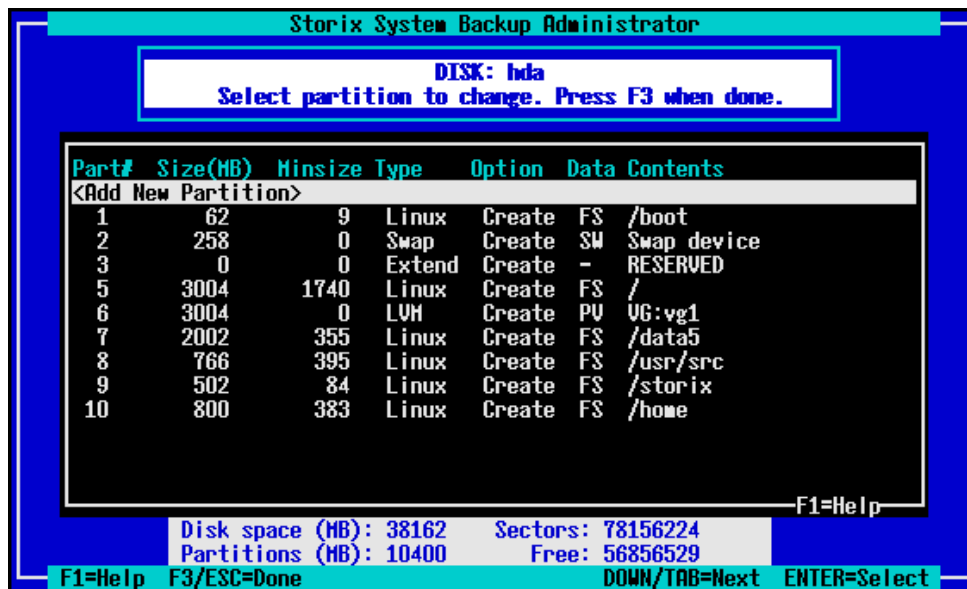 Storix System Backup Administrator
DISK: hda
Select partition to change. Press F3 when done.
Part# Size(MB) Minsize Type Option Data Contents
<Add New Partition>
1 62 9 Linux Create FS /boot
2 258 0 Swap Create SW Swap device
3 0 0 Extend Create - RESERVED
5 3004 1740 Linux Create FS /
6 3004 0 LVM Create PV VG:vg1
7 2002 355 Linux Create FS /data5
8 766 395 Linux Create FS /usr/src
9 502 84 Linux Create FS /storix
10 800 383 Linux Create FS /home
F1=Help
Disk space (MB): 38162 Sectors: 78156224
Partitions (MB): 10400 Free: 56856529
F1=Help F3/ESC=Done DOWN/TAB=Next ENTER=Select